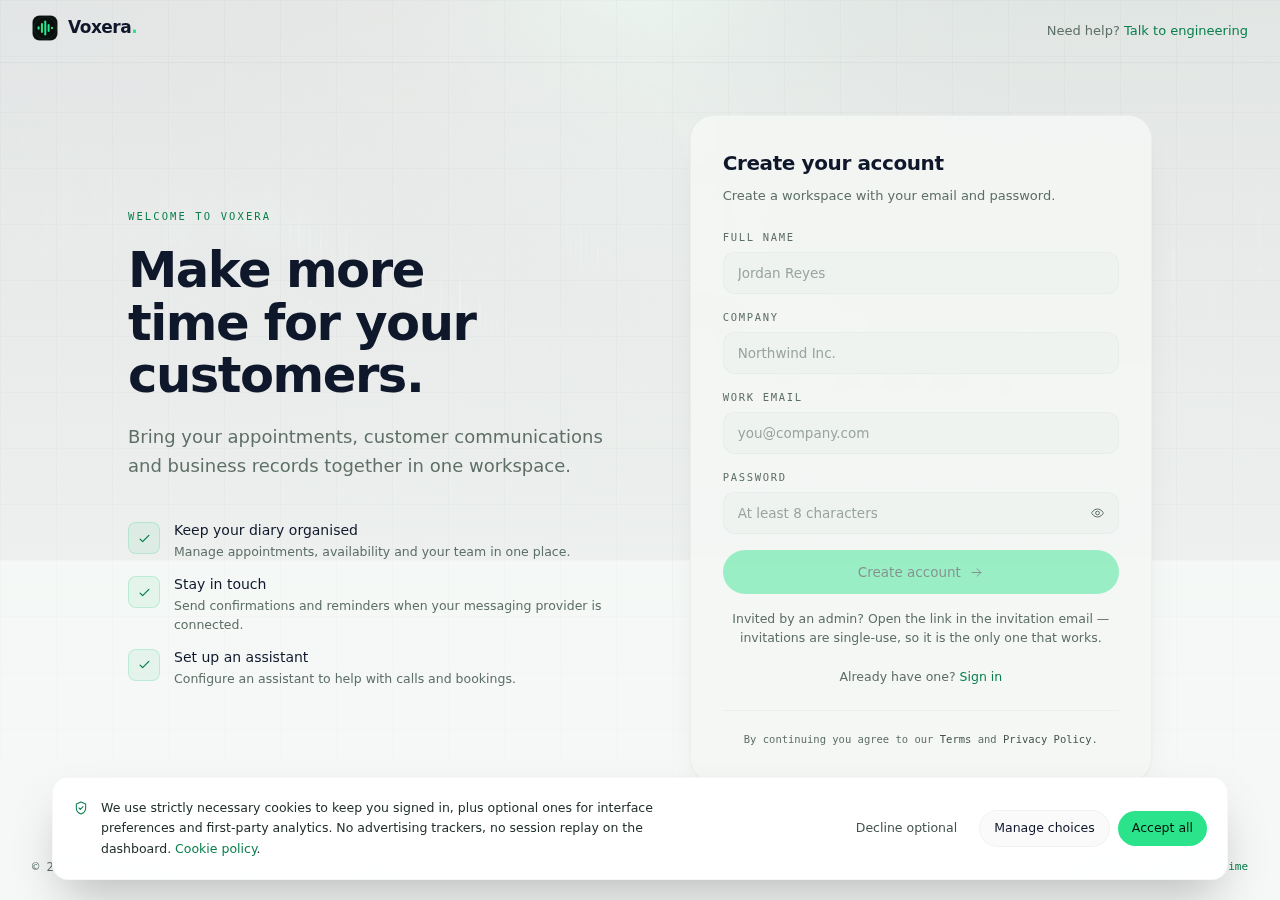 Voxera.
Need help? Talk to engineering
WELCOME TO VOXERA
Make more
time for your
customers.
Bring your appointments, customer communications
and business records together in one workspace.
Keep your diary organised
Manage appointments, availability and your team in one place.
Stay in touch
Send confirmations and reminders when your messaging provider is
connected.
Set up an assistant
Configure an assistant to help with calls and bookings.
Create your account
Create a workspace with your email and password.
FULL NAME
Jordan Reyes
COMPANY
Northwind Inc.
WORK EMAIL
you@company.com
PASSWORD
At least 8 characters
Create account →
Invited by an admin? Open the link in the invitation email —
invitations are single-use, so it is the only one that works.
Already have one? Sign in
By continuing you agree to our Terms and Privacy Policy.
We use strictly necessary cookies to keep you signed in, plus optional ones for interface
preferences and first-party analytics. No advertising trackers, no session replay on the
dashboard. Cookie policy.
Decline optional
Manage choices
Accept all
©